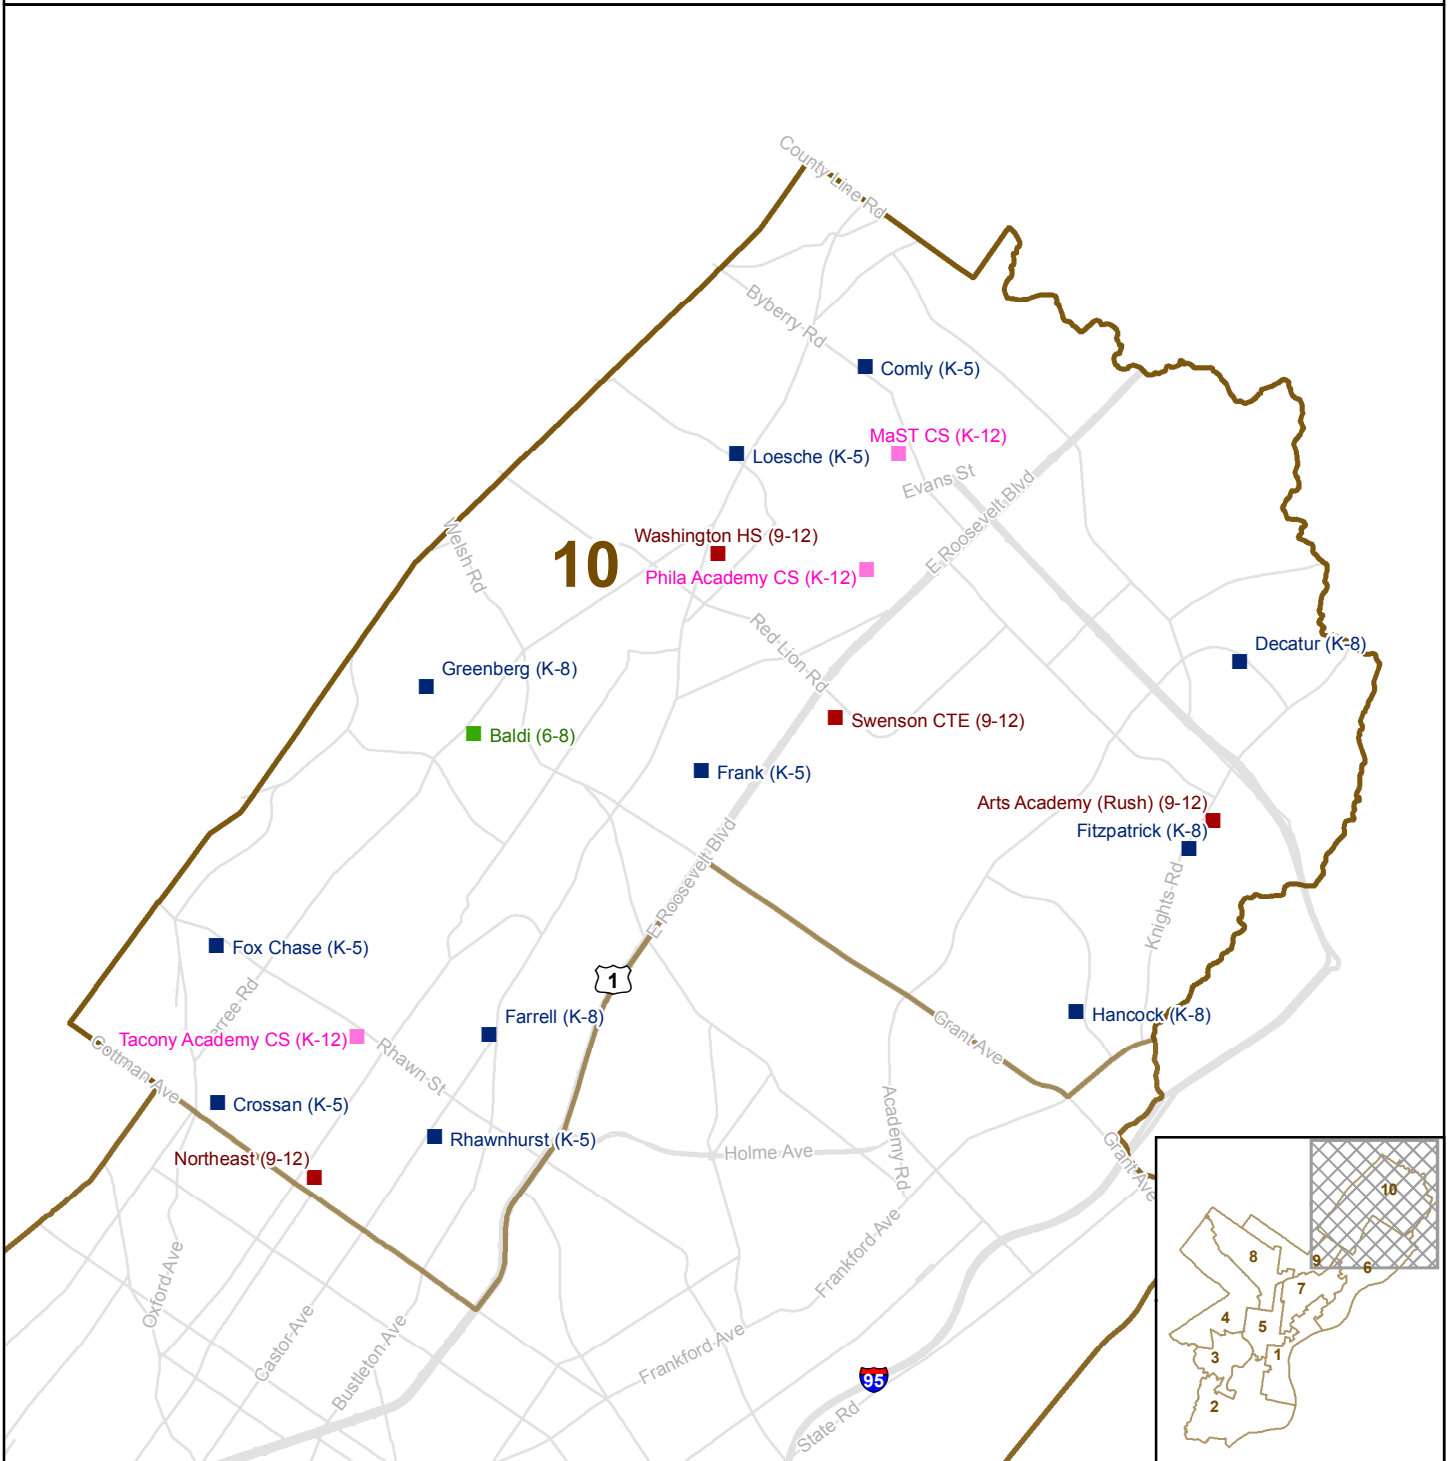 County Line Rd
Byberry Rd
Comly (K-5)
MaST CS (K-12)
Loesche (K-5)
Evans St
E Roosevelt Blvd
Welsh Rd
Washington HS (9-12)
10
Phila Academy CS (K-12)
Red Lion Rd
Decatur (K-8)
Greenberg (K-8)
Swenson CTE (9-12)
Baldi (6-8)
Frank (K-5)
Arts Academy (Rush) (9-12)
Fitzpatrick (K-8)
E Roosevelt Blvd
Knights Rd
Fox Chase (K-5)
1
Farrell (K-8)
Hancock (K-8)
Grant Ave
Tacony Academy CS (K-12)
Cottman Ave
Rhawn St
Crossan (K-5)
Academy Rd
Rhawnhurst (K-5)
Holme Ave
Grant Ave
Northeast (9-12)
Oxford Ave
Frankford Ave
Castor Ave
Bustleton Ave
Frankford Ave
95
State Rd
10
8
9
6
7
4
5
3
1
2